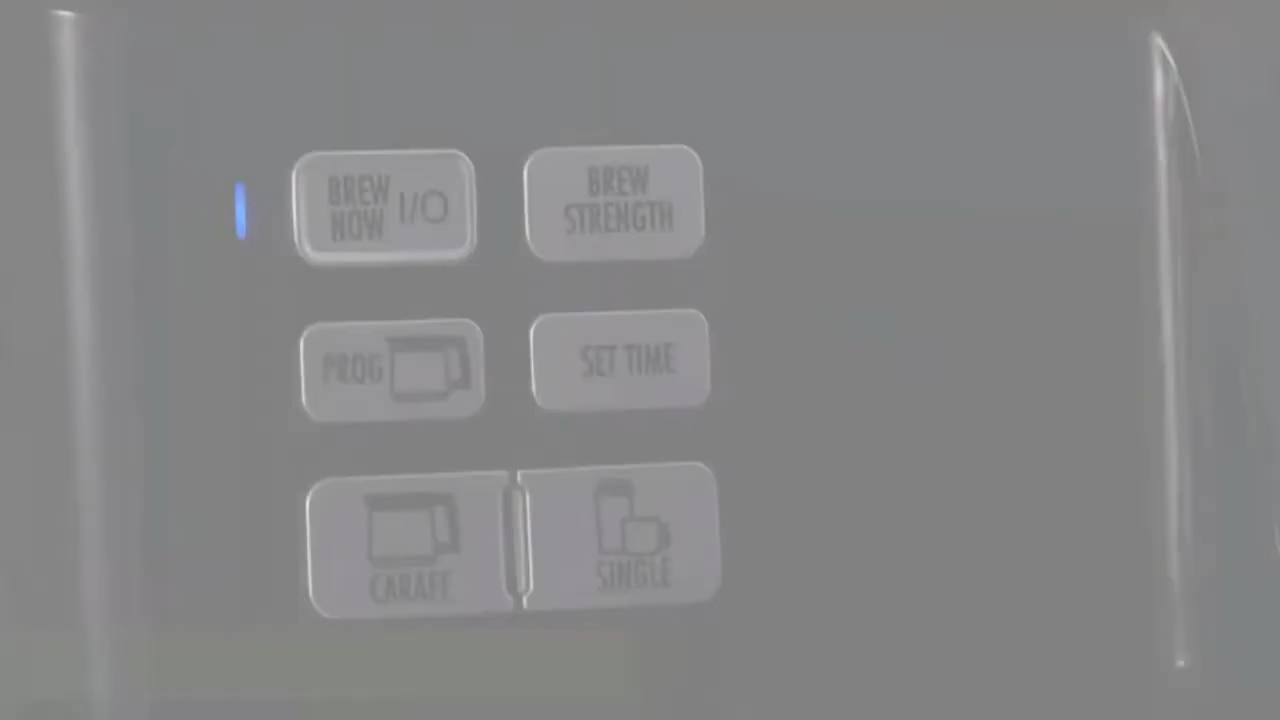 BREW
NOW I/O
BREW
STRENGTH
PROG
SET TIME
CARAFE
SINGLE